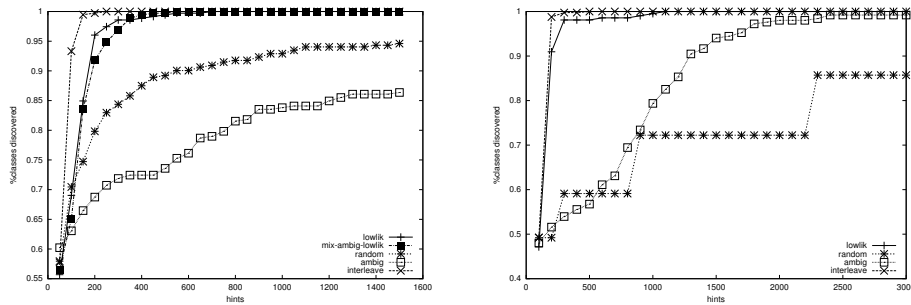 1
0.95
0.9
0.85
0.8
0.75
0.7
0.65
0.6
0.55
%classes discovered
0 200 400 600 800 1000 1200 1400 1600
hints
lowlik
mix-ambig-lowlik
random
ambig
interleave
1
0.9
0.8
0.7
0.6
0.5
0.4
%classes discovered
0 500 1000 1500 2000 2500 300
hints
lowlik
random
ambig
interleave